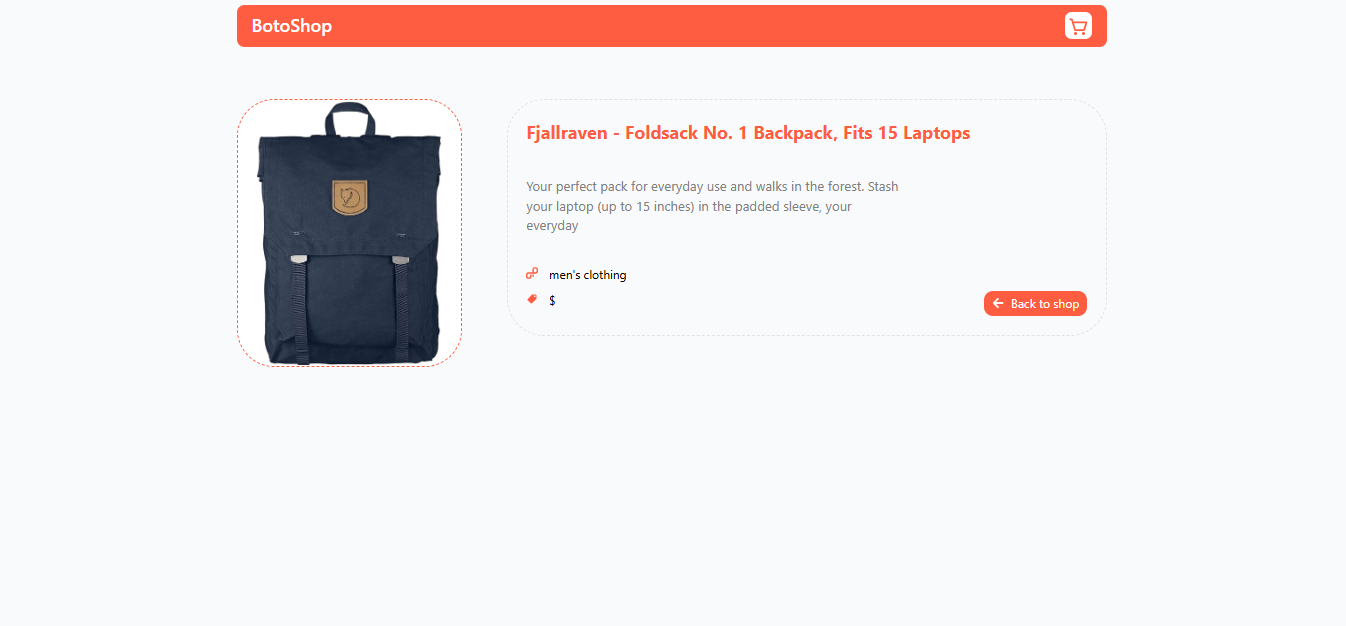 BotoShop
Fjallraven - Foldsack No. 1 Backpack, Fits 15 Laptops
Your perfect pack for everyday use and walks in the forest. Stash
your laptop (up to 15 inches) in the padded sleeve, your
everyday
men's clothing
$
Back to shop